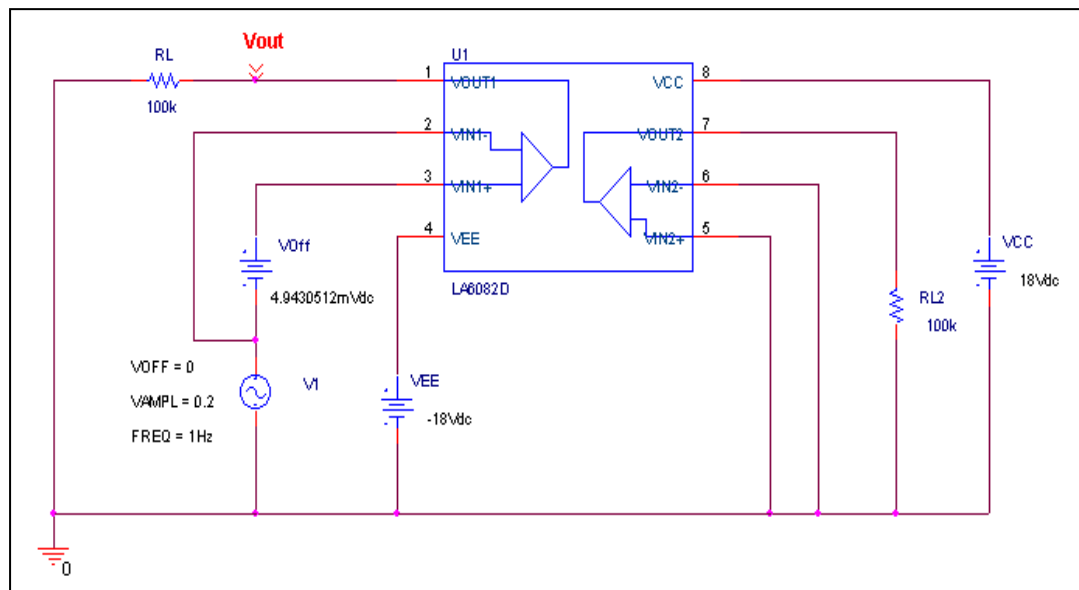 Vout
RL
100k
U1
1
VOUT1
2
VIN1-
3
VIN1+
4
VEE
8
VCC
7
VOUT2
6
VIN2-
5
VIN2+
LA6082D
VOff
4.9430512mVdc
VOFF = 0
VAMPL = 0.2
FREQ = 1Hz
V1
VEE
-18Vdc
RL2
100k
VCC
18Vdc
0